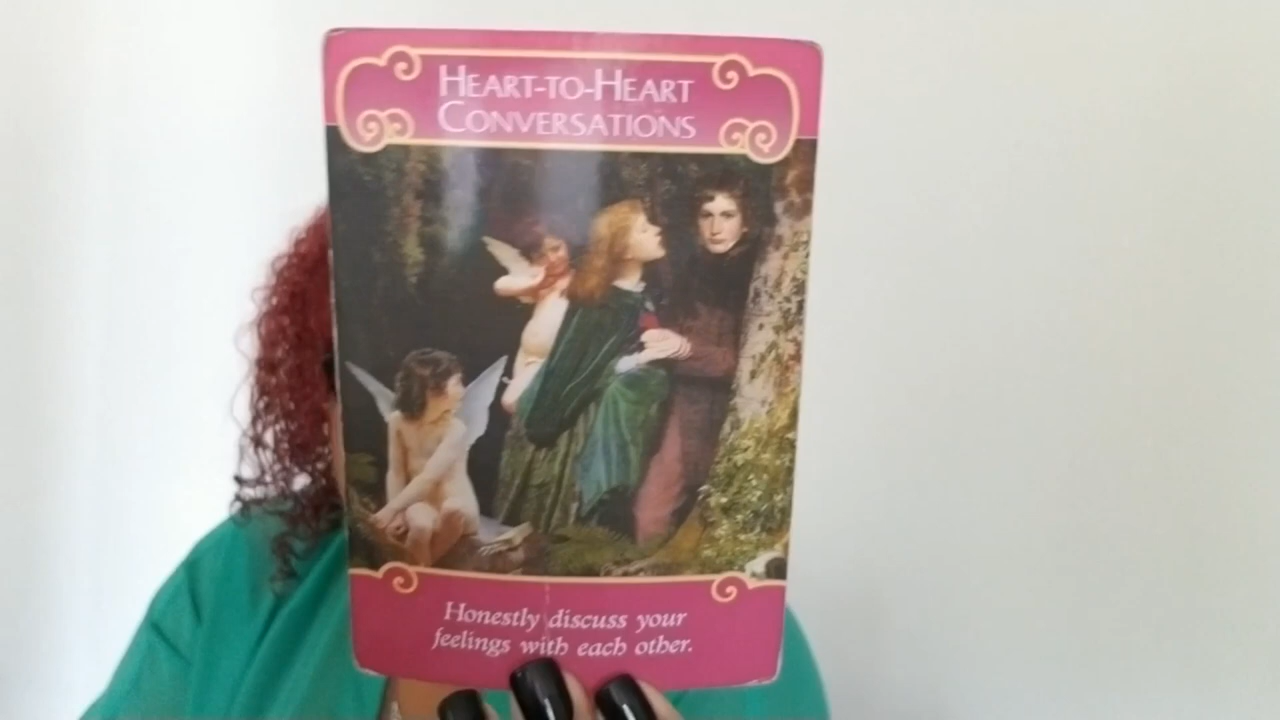 HEART-TO-HEART
CONVERSATIONS
Honestly discuss your
feelings with each other.